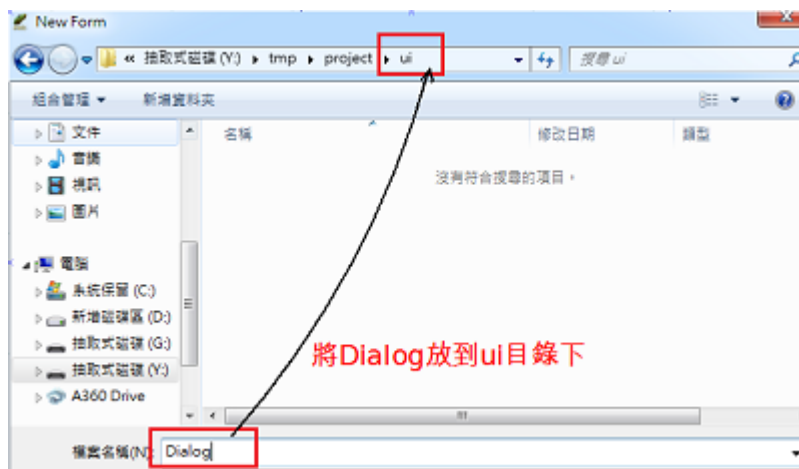 New Form
« 抽取式磁碟 (Y:) ▸ tmp ▸ project ▸ ui
搜尋 ui
組合管理 ▾ 新增資料夾
文件
名稱 修改日期 類型
音樂
沒有符合搜尋的項目。
視訊
圖片
電腦
系統保留 (C:)
新增磁碟區 (D:)
抽取式磁碟 (G:)
抽取式磁碟 (Y:)
A360 Drive
將Dialog放到ui目錄下
檔案名稱(N): Dialog